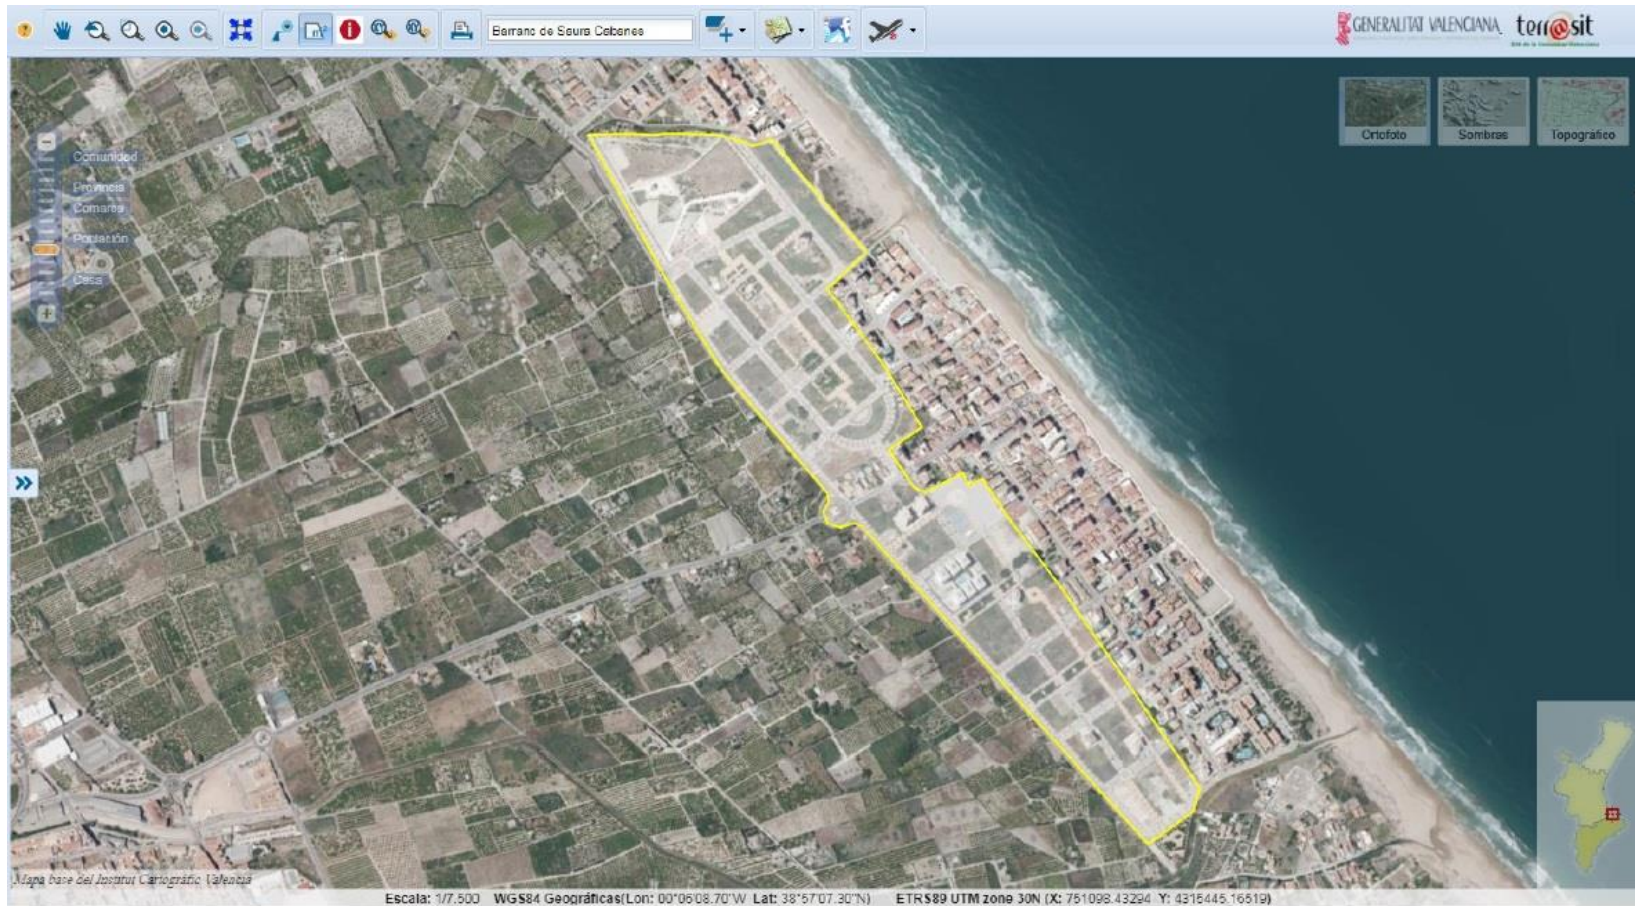 Barranc de Seura Cabanes
GENERALITAT VALENCIANA
terr@sit
Ortofoto
Sombras
Topográfico
Comunidad
Provincia
Comarca
Población
Casa
Mapa base del Institut Cartogràfic Valencià
Escala: 1/7.500 WGS84 Geográficas(Lon: 00°06'08.70"W Lat: 38°57'07.30"N) ETRS89 UTM zone 30N (X: 751098.43294 Y: 4315445.16519)